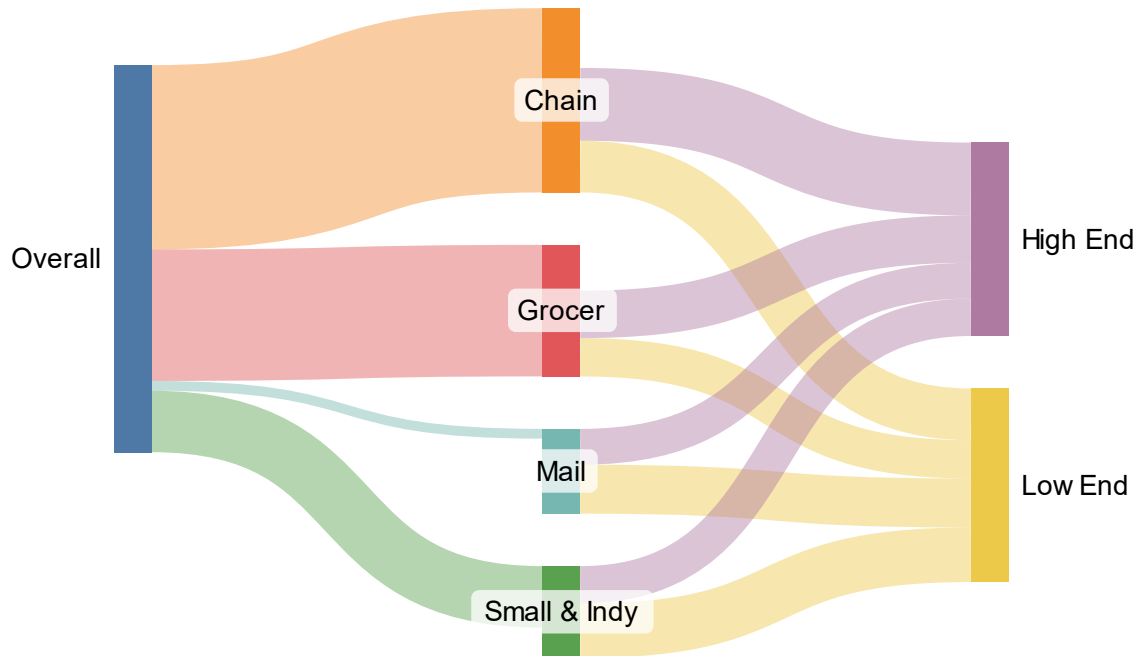 Overall
Chain
Grocer
Mail
Small & Indy
High End
Low End